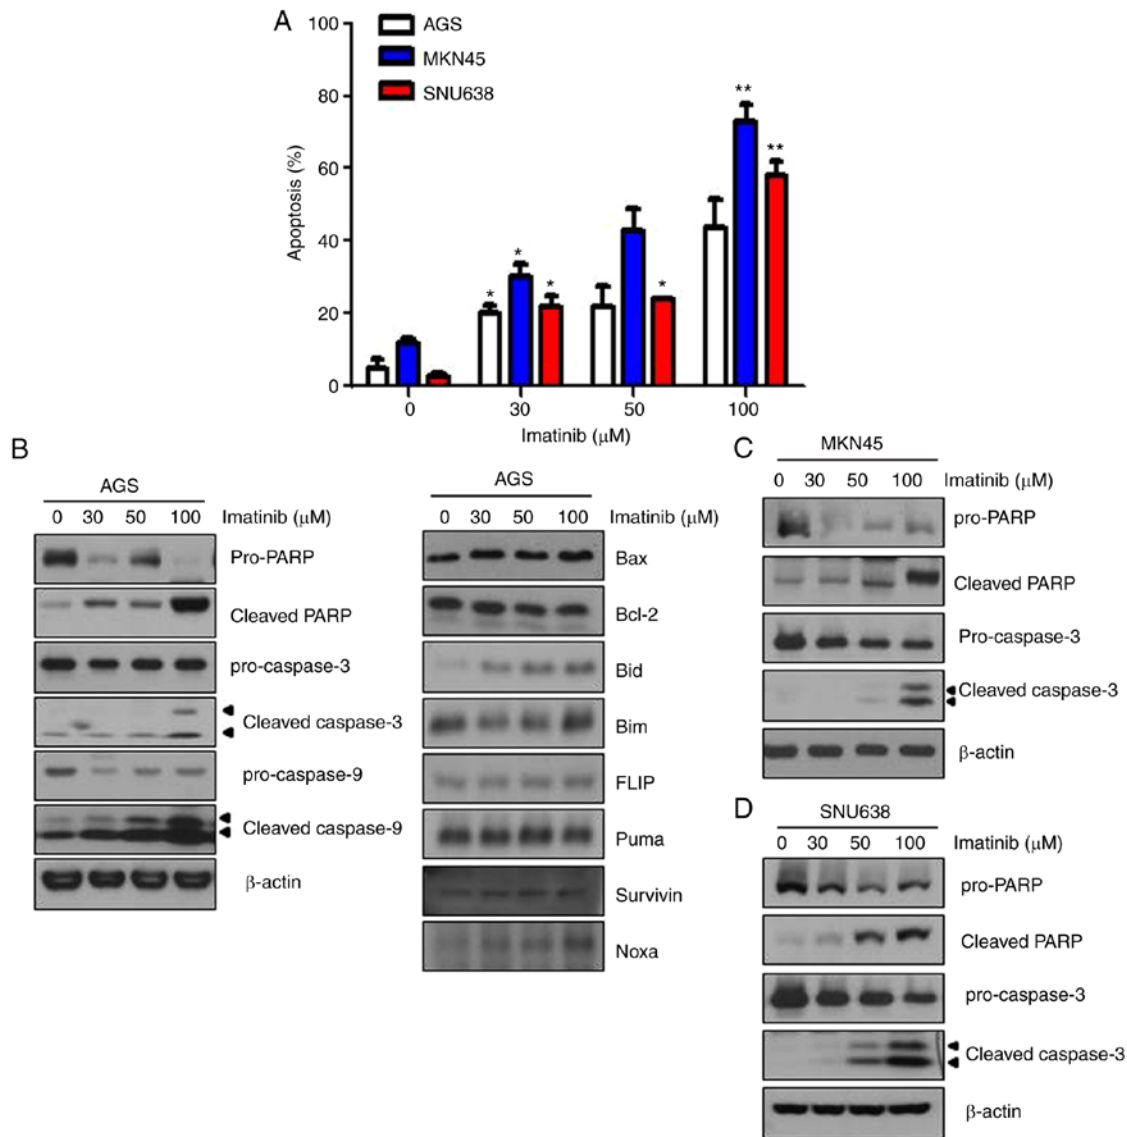 A
AGS
MKN45
SNU638
100
80
60
40
20
0
Apoptosis (%)
* * * * ** **
0 30 50 100
Imatinib (μM)
B
AGS
0 30 50 100 Imatinib (μM)
Pro-PARP
Cleaved PARP
pro-caspase-3
Cleaved caspase-3
pro-caspase-9
Cleaved caspase-9
β-actin
AGS
0 30 50 100 Imatinib (μM)
Bax
Bcl-2
Bid
Bim
FLIP
Puma
Survivin
Noxa
C
MKN45
0 30 50 100 Imatinib (μM)
pro-PARP
Cleaved PARP
Pro-caspase-3
Cleaved caspase-3
β-actin
D
SNU638
0 30 50 100 Imatinib (μM)
pro-PARP
Cleaved PARP
pro-caspase-3
Cleaved caspase-3
β-actin